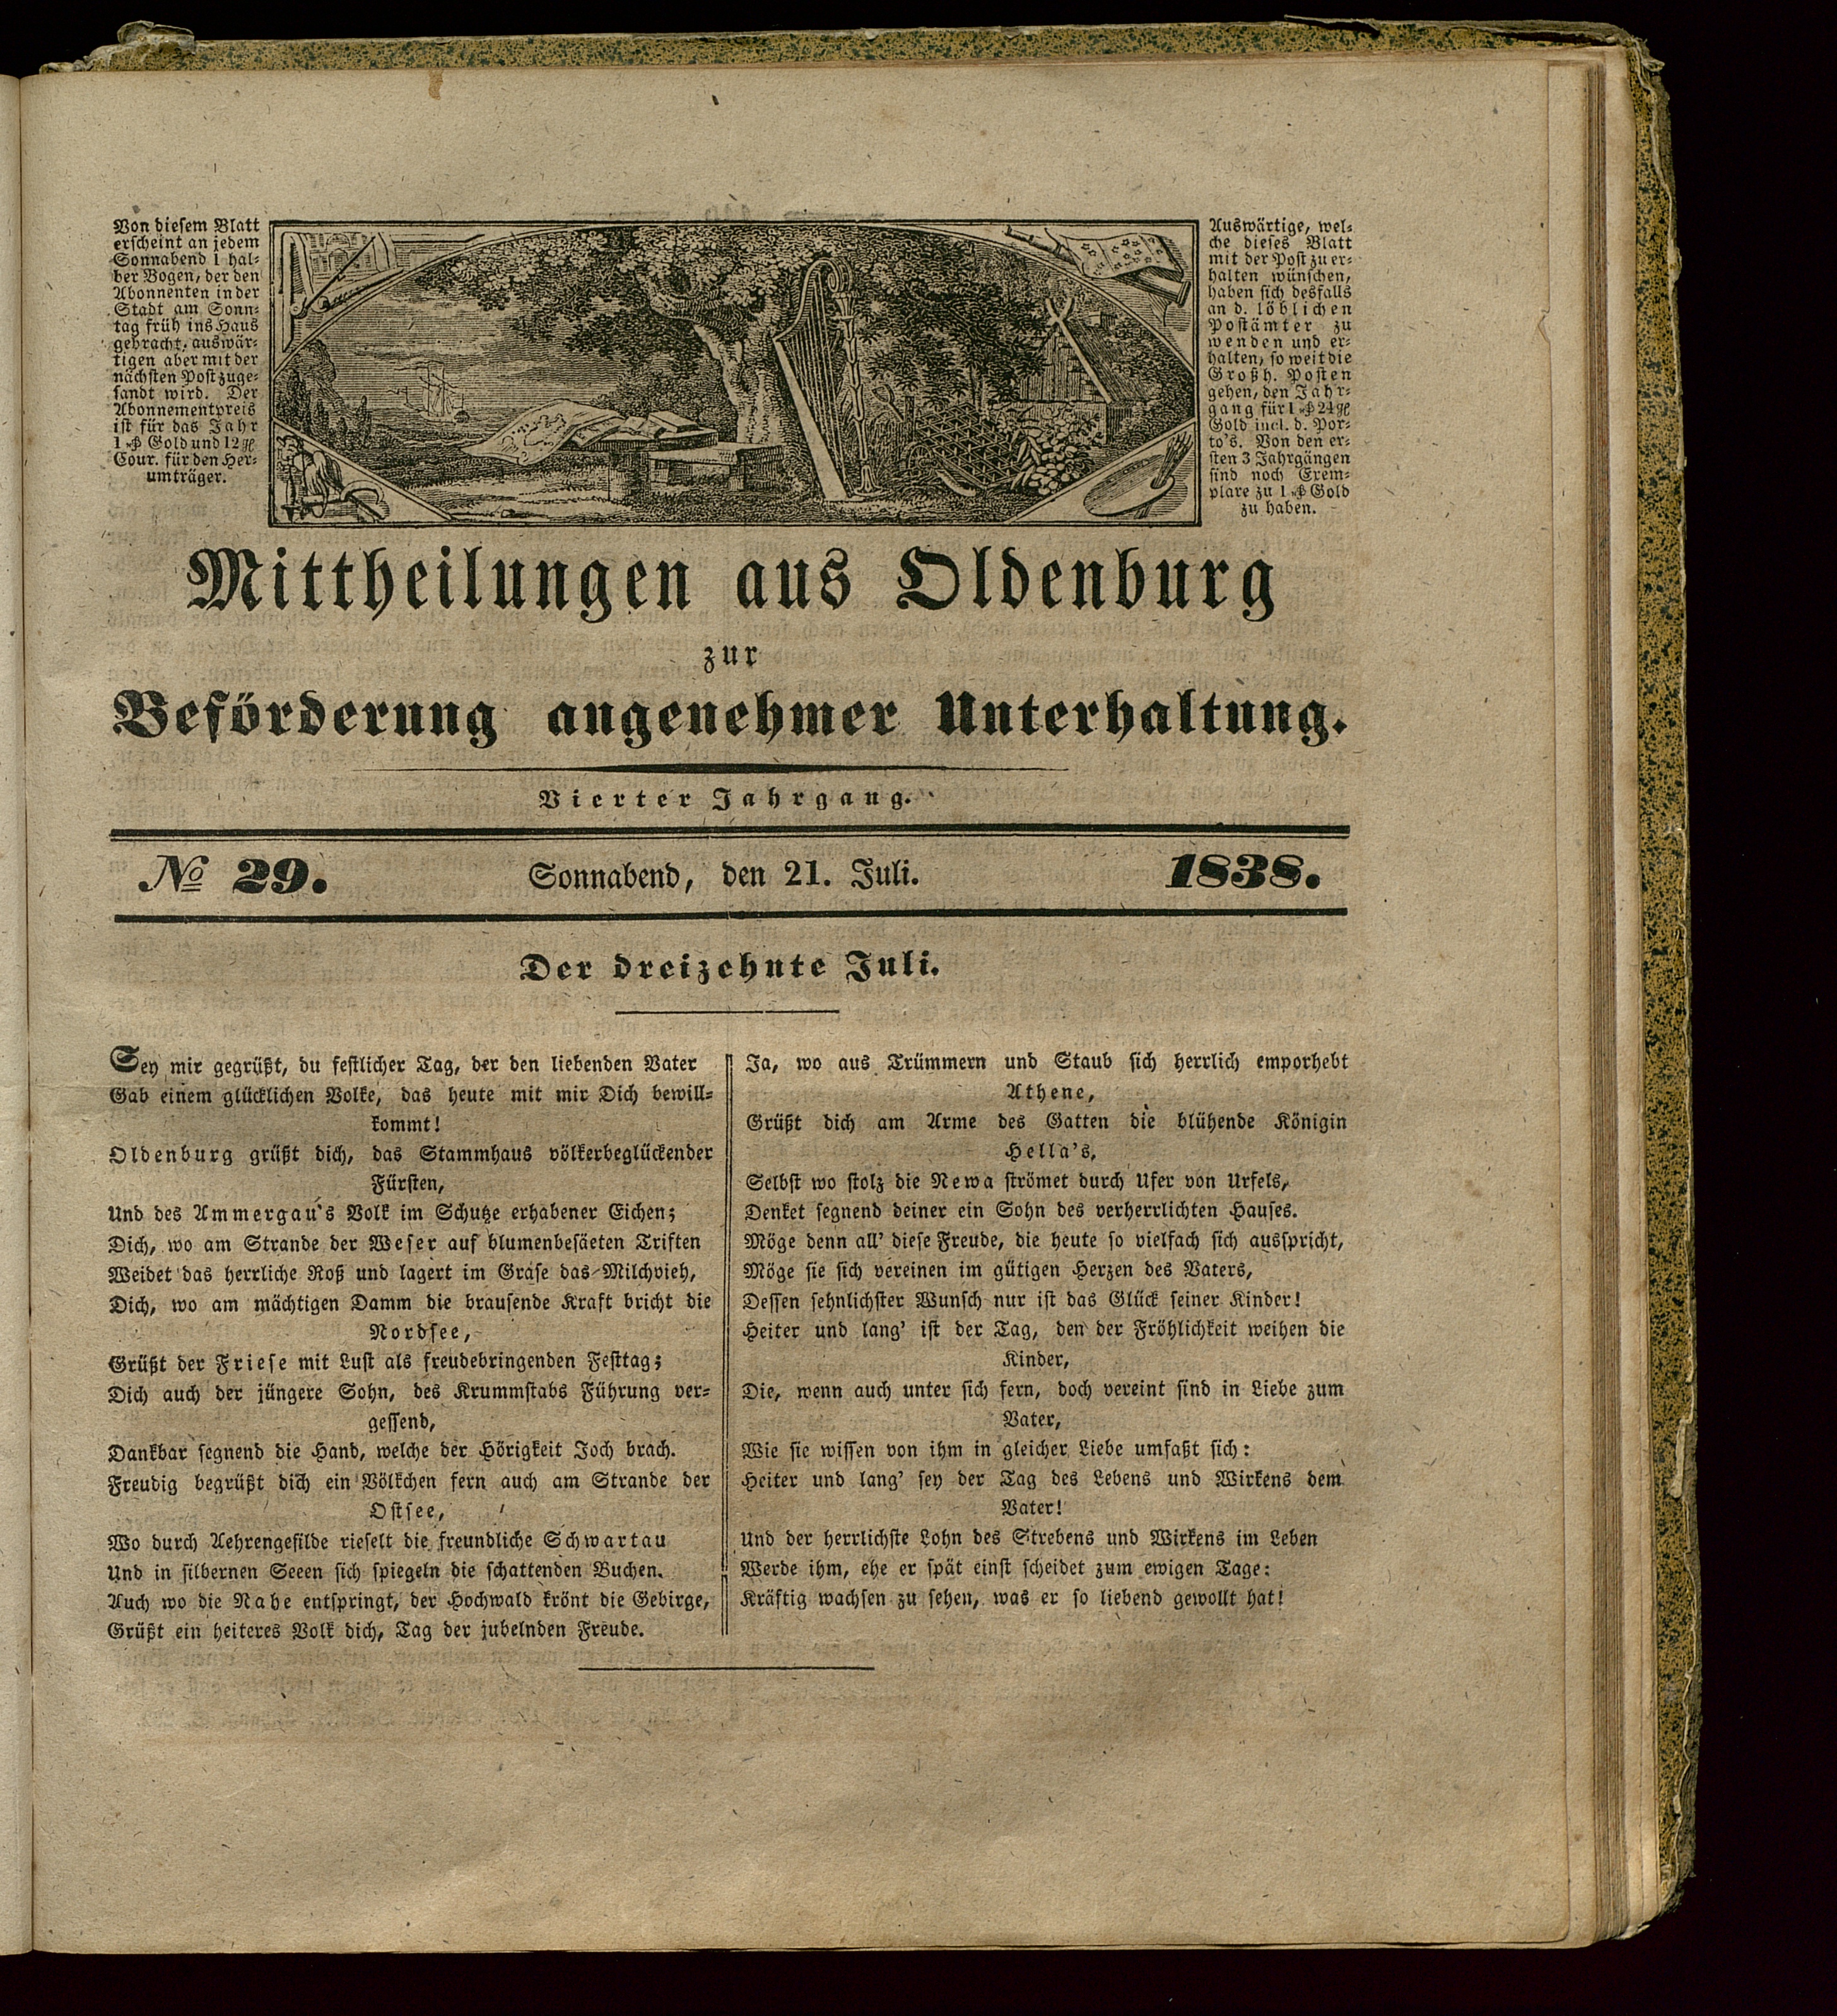 Von diesem Blatt
erscheint an jedem
Sonnabend 1 hal-
ber Bogen, der den
Abonnenten in der
Stadt am Sonn-
tag früh ins Haus
gebracht, auswär-
tigen aber mit der
nächsten Post zuge-
sandt wird. Der
Abonnementpreis
ist für das Jahr
1 Gold und 12
Cour. für den Her-
umträger.
Auswärtige, wel-
che dieses Blatt
mit der Post zu er-
halten wünschen,
haben sich desfalls
an d. löblichen
Postämter zu
wenden und er-
halten, so weit die
Großh. Posten
gehen, den Jahr-
gang für 1 24
Gold incl. d. Por-
to's. Von den er-
sten 3 Jahrgängen
sind noch Exem-
plare zu 1 Gold
zu haben.
Mittheilungen aus Oldenburg
zur
Beförderung angenehmer Unterhaltung.
Vierter Jahrgang.
№ 29. Sonnabend, den 21. Juli. 1838.
Der dreizehnte Juli.
Sey mir gegrüßt, du festlicher Tag, der den liebenden Vater
Gab einem glücklichen Volke, das heute mit mir Dich bewill-
kommt!
Oldenburg grüßt dich, das Stammhaus völkerbeglückender
Fürsten,
Und des Ammergau's Volk im Schutze erhabener Eichen;
Dich, wo am Strande der Weser auf blumenbesäeten Triften
Weidet das herrliche Roß und lagert im Grase das Milchvieh,
Dich, wo am mächtigen Damm die brausende Kraft bricht die
Nordsee,
Grüßt der Friese mit Lust als freudebringenden Festtag;
Dich auch der jüngere Sohn, des Krummstabs Führung ver-
gessend,
Dankbar segnend die Hand, welche der Hörigkeit Joch brach.
Freudig begrüßt dich ein Völkchen fern auch am Strande der
Ostsee,
Wo durch Aehrengefilde rieselt die freundliche Schwartau
Und in silbernen Seeen sich spiegeln die schattenden Buchen.
Auch wo die Nahe entspringt, der Hochwald krönt die Gebirge,
Grüßt ein heiteres Volk dich, Tag der jubelnden Freude.
Ja, wo aus Trümmern und Staub sich herrlich emporhebt
Athene,
Grüßt dich am Arme des Gatten die blühende Königin
Hella's,
Selbst wo stolz die Newa strömet durch Ufer von Urfels,
Denket segnend deiner ein Sohn des verherrlichten Hauses.
Möge denn all' diese Freude, die heute so vielfach sich ausspricht,
Möge sie sich vereinen im gütigen Herzen des Vaters,
Dessen sehnlichster Wunsch nur ist das Glück seiner Kinder!
Heiter und lang' ist der Tag, den der Fröhlichkeit weihen die
Kinder,
Die, wenn auch unter sich fern, doch vereint sind in Liebe zum
Vater,
Wie sie wissen von ihm in gleicher Liebe umfaßt sich:
Heiter und lang' sey der Tag des Lebens und Wirkens dem
Vater!
Und der herrlichste Lohn des Strebens und Wirkens im Leben
Werde ihm, ehe er spät einst scheidet zum ewigen Tage:
Kräftig wachsen zu sehen, was er so liebend gewollt hat!